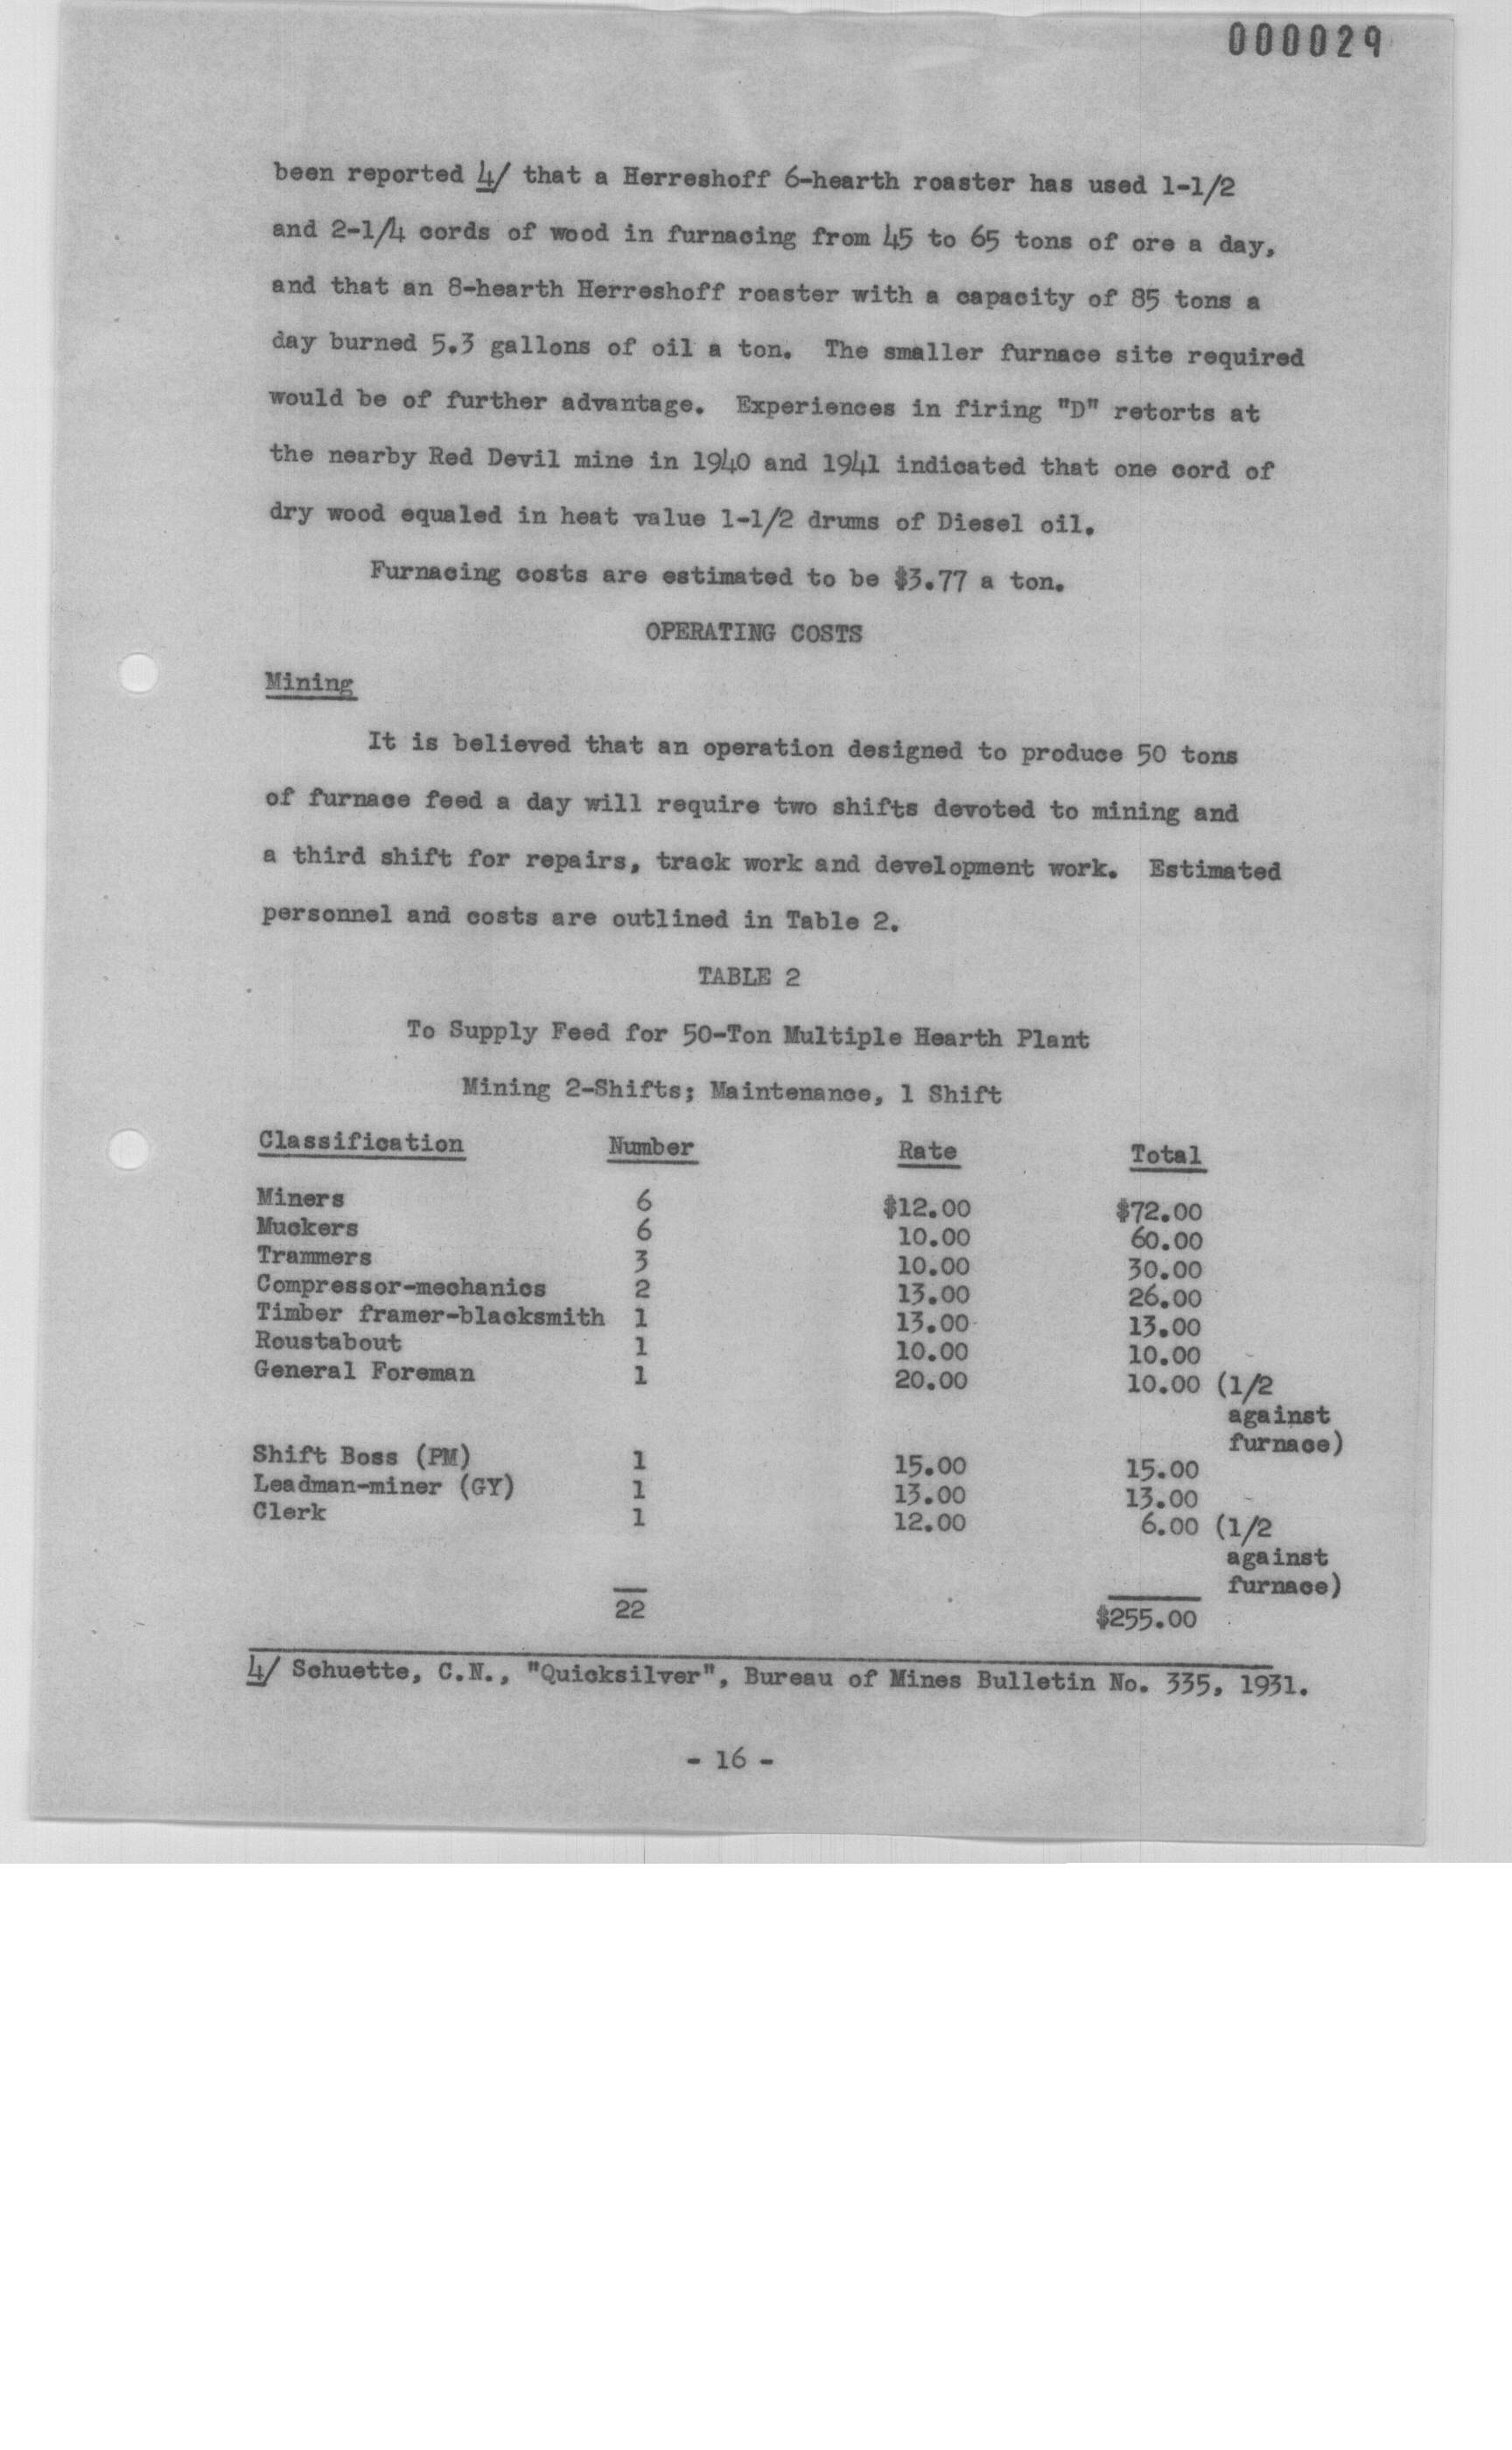 000029
been reported 4/ that a Herreshoff 6-hearth roaster has used 1-1/2
and 2-1/4 cords of wood in furnacing from 45 to 65 tons of ore a day,
and that an 8-hearth Herreshoff roaster with a capacity of 85 tons a
day burned 5.3 gallons of oil a ton. The smaller furnace site required
would be of further advantage. Experiences in firing "D" retorts at
the nearby Red Devil mine in 1940 and 1941 indicated that one cord of
dry wood equaled in heat value 1-1/2 drums of Diesel oil.
Furnacing costs are estimated to be $3.77 a ton.
OPERATING COSTS
Mining
It is believed that an operation designed to produce 50 tons
of furnace feed a day will require two shifts devoted to mining and
a third shift for repairs, track work and development work. Estimated
personnel and costs are outlined in Table 2.
TABLE 2
To Supply Feed for 50-Ton Multiple Hearth Plant
Mining 2-Shifts; Maintenance, 1 Shift
Classification Number Rate Total
Miners 6 $12.00 $72.00
Muckers 6 10.00 60.00
Trammers 3 10.00 30.00
Compressor-mechanics 2 13.00 26.00
Timber framer-blacksmith 1 13.00 13.00
Roustabout 1 10.00 10.00
General Foreman 1 20.00 10.00 (1/2
against
furnace)
Shift Boss (PM) 1 15.00 15.00
Leadman-miner (GY) 1 13.00 13.00
Clerk 1 12.00 6.00 (1/2
against
furnace)
22 $255.00
4/ Schuette, C.N., "Quicksilver", Bureau of Mines Bulletin No. 335, 1931.
- 16 -